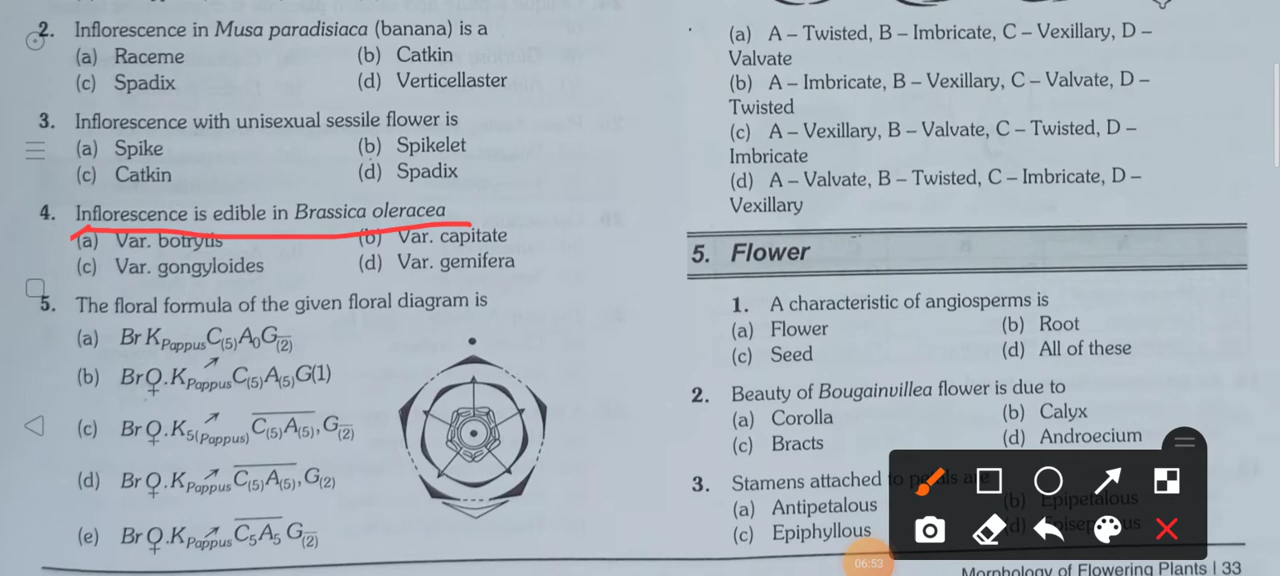 2. Inflorescence in Musa paradisiaca (banana) is a
(a) Raceme (b) Catkin
(c) Spadix (d) Verticellaster
3. Inflorescence with unisexual sessile flower is
(a) Spike (b) Spikelet
(c) Catkin (d) Spadix
4. Inflorescence is edible in Brassica oleracea
(a) Var. botrytis (b) Var. capitate
(c) Var. gongyloides (d) Var. gemifera
5. The floral formula of the given floral diagram is
(a) Br K_Pappus C_(5) A_0 G_(2)
(b) Br ⚥. K_Pappus C_(5) A_(5) G(1)
(c) Br ⚥. K_5(Pappus) C_(5) A_(5), G_(2)
(d) Br ⚥. K_Pappus C_(5) A_(5), G_(2)
(e) Br ⚥. K_Pappus C_5 A_5 G_(2)
(a) A – Twisted, B – Imbricate, C – Vexillary, D –
Valvate
(b) A – Imbricate, B – Vexillary, C – Valvate, D –
Twisted
(c) A – Vexillary, B – Valvate, C – Twisted, D –
Imbricate
(d) A – Valvate, B – Twisted, C – Imbricate, D –
Vexillary
5. Flower
1. A characteristic of angiosperms is
(a) Flower (b) Root
(c) Seed (d) All of these
2. Beauty of Bougainvillea flower is due to
(a) Corolla (b) Calyx
(c) Bracts (d) Androecium
3. Stamens attached to petals are
(a) Antipetalous (b) Epipetalous
(c) Epiphyllous (d)
06:53
Morphology of Flowering Plants | 33